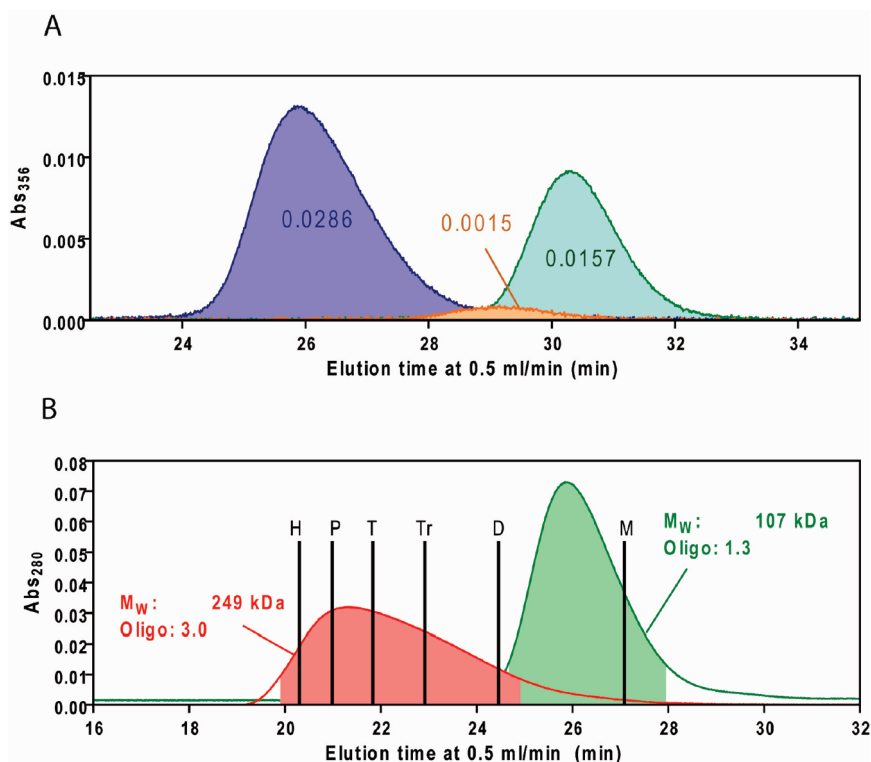 A
0.015
0.010
0.005
0.000
Abs356
0.0286
0.0015
0.0157
24 26 28 30 32 34
Elution time at 0.5 ml/min (min)
B
0.08
0.07
0.06
0.05
0.04
0.03
0.02
0.01
0.00
Abs280
H P T Tr D M
MW: 249 kDa
Oligo: 3.0
MW: 107 kDa
Oligo: 1.3
16 18 20 22 24 26 28 30 32
Elution time at 0.5 ml/min (min)